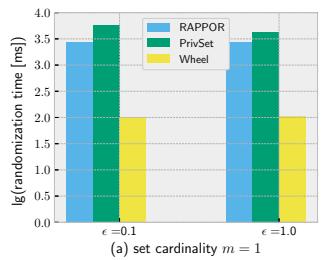 lg(randomization time [ms])
4.0
3.5
3.0
2.5
2.0
1.5
1.0
0.5
0.0
RAPPOR
PrivSet
Wheel
ϵ =0.1
ϵ =1.0
(a) set cardinality m = 1